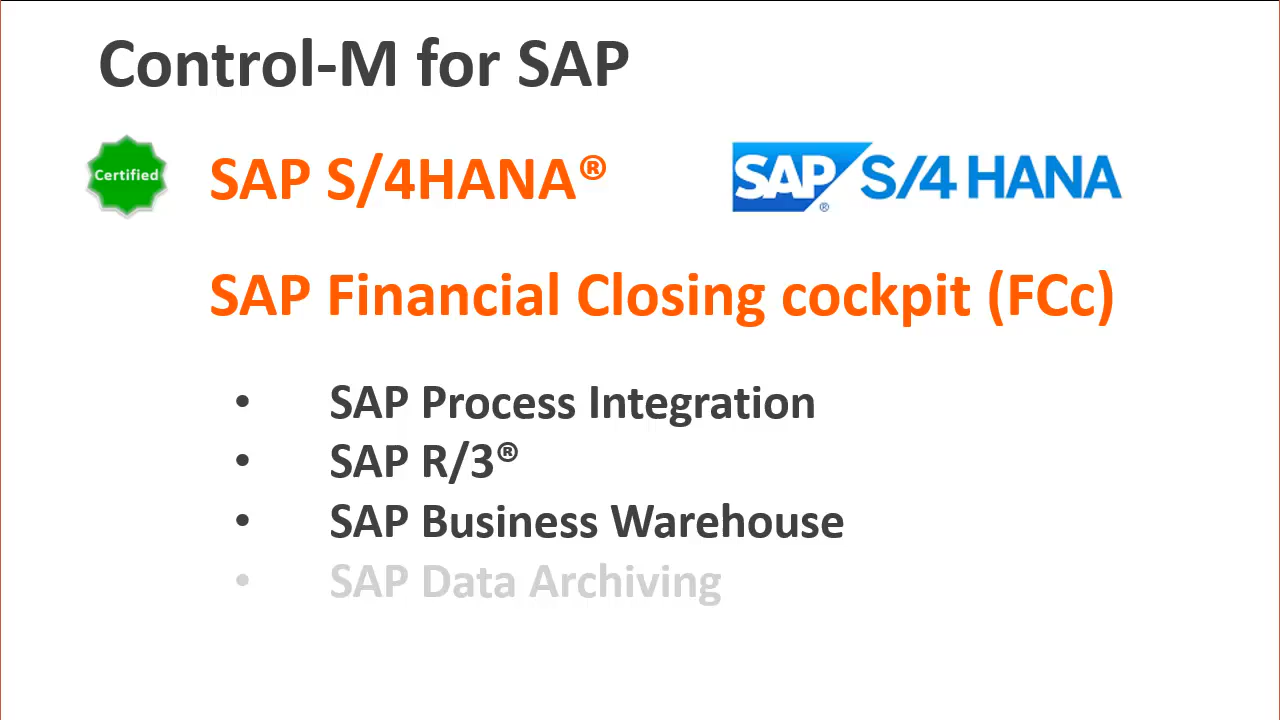 Control-M for SAP
Certified
SAP S/4HANA®
SAP® S/4 HANA
SAP Financial Closing cockpit (FCc)
• SAP Process Integration
• SAP R/3®
• SAP Business Warehouse
• SAP Data Archiving